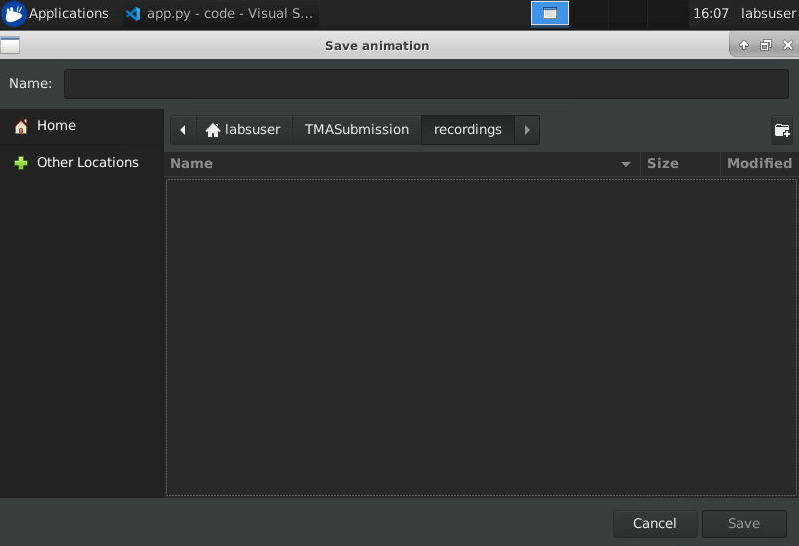 Applications app.py - code - Visual S... 16:07 labsuser
Save animation
Name:
Home
labsuser TMASubmission recordings
Other Locations
Name Size Modified
Cancel Save